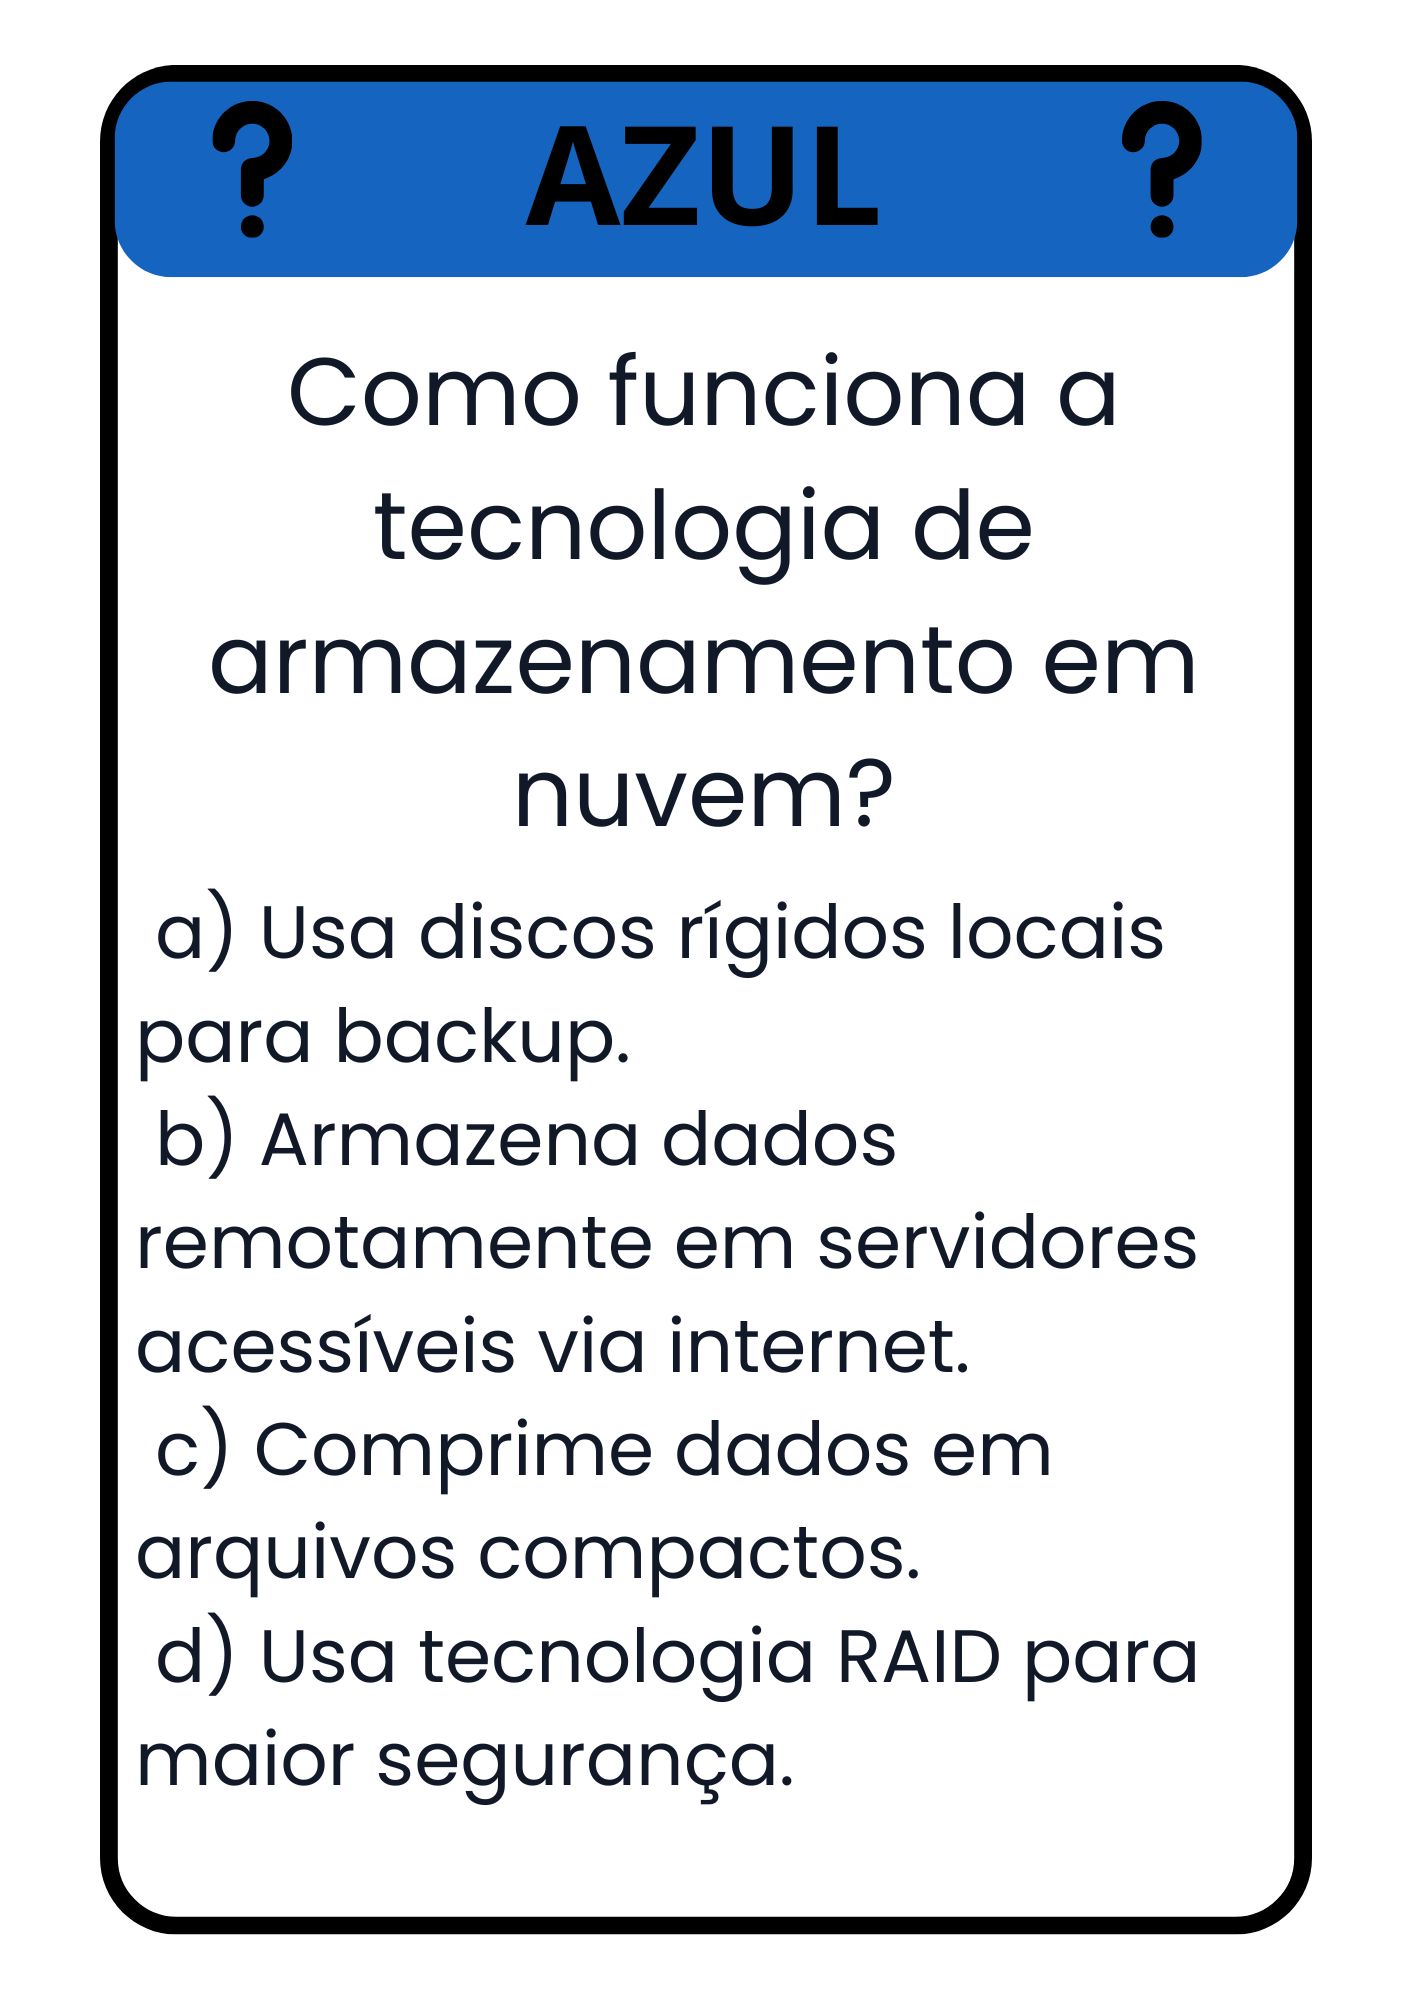 ? AZUL ?
Como funciona a
tecnologia de
armazenamento em
nuvem?
a) Usa discos rígidos locais
para backup.
b) Armazena dados
remotamente em servidores
acessíveis via internet.
c) Comprime dados em
arquivos compactos.
d) Usa tecnologia RAID para
maior segurança.